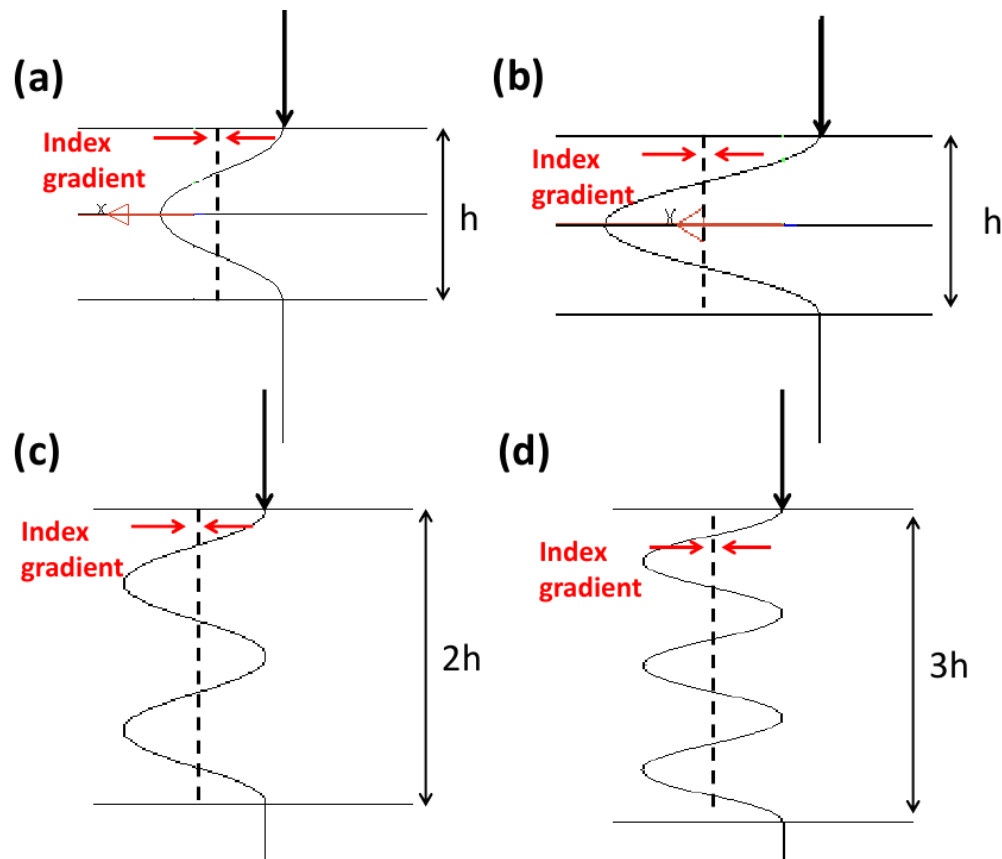 (a)
Index
gradient
X
h
(b)
Index
gradient
X
h
(c)
Index
gradient
2h
(d)
Index
gradient
3h